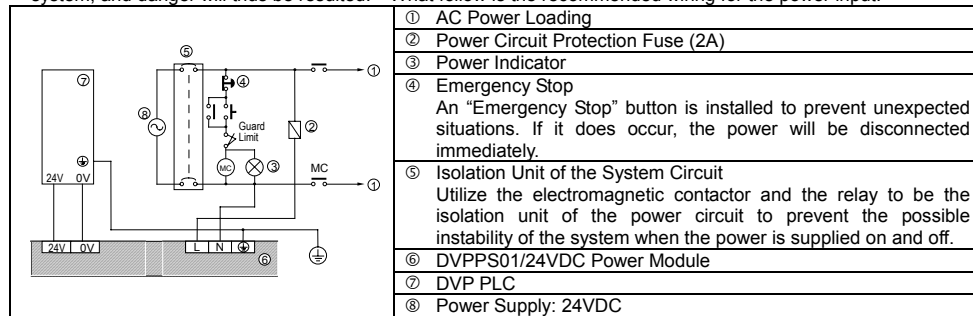 system, and danger will thus be resulted. What follow is the recommended wiring for the power input.
⑤
⑦
④
①
⑧
Guard
Limit
②
MC
③
MC
①
24V 0V
24V 0V
L N
⑥
① AC Power Loading
② Power Circuit Protection Fuse (2A)
③ Power Indicator
④ Emergency Stop
An “Emergency Stop” button is installed to prevent unexpected
situations. If it does occur, the power will be disconnected
immediately.
⑤ Isolation Unit of the System Circuit
Utilize the electromagnetic contactor and the relay to be the
isolation unit of the power circuit to prevent the possible
instability of the system when the power is supplied on and off.
⑥ DVPPS01/24VDC Power Module
⑦ DVP PLC
⑧ Power Supply: 24VDC